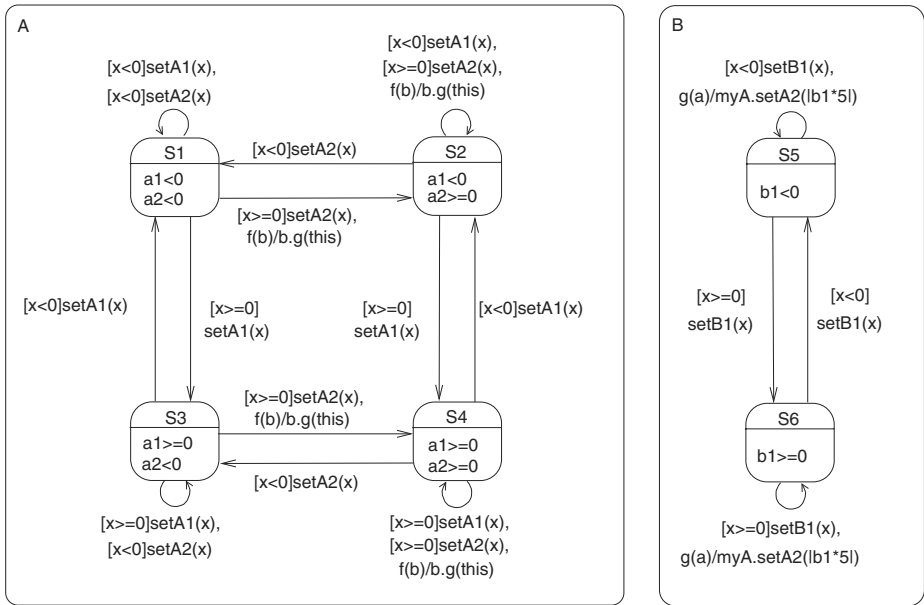 A
[x<0]setA1(x),
[x<0]setA2(x)
[x<0]setA1(x),
[x>=0]setA2(x),
f(b)/b.g(this)
S1
a1<0
a2<0
[x<0]setA2(x)
[x>=0]setA2(x),
f(b)/b.g(this)
S2
a1<0
a2>=0
[x<0]setA1(x)
[x>=0]
setA1(x)
[x>=0]
setA1(x)
[x<0]setA1(x)
S3
a1>=0
a2<0
[x>=0]setA2(x),
f(b)/b.g(this)
[x<0]setA2(x)
S4
a1>=0
a2>=0
[x>=0]setA1(x),
[x<0]setA2(x)
[x>=0]setA1(x),
[x>=0]setA2(x),
f(b)/b.g(this)
B
[x<0]setB1(x),
g(a)/myA.setA2(|b1*5|)
S5
b1<0
[x>=0]
setB1(x)
[x<0]
setB1(x)
S6
b1>=0
[x>=0]setB1(x),
g(a)/myA.setA2(|b1*5|)